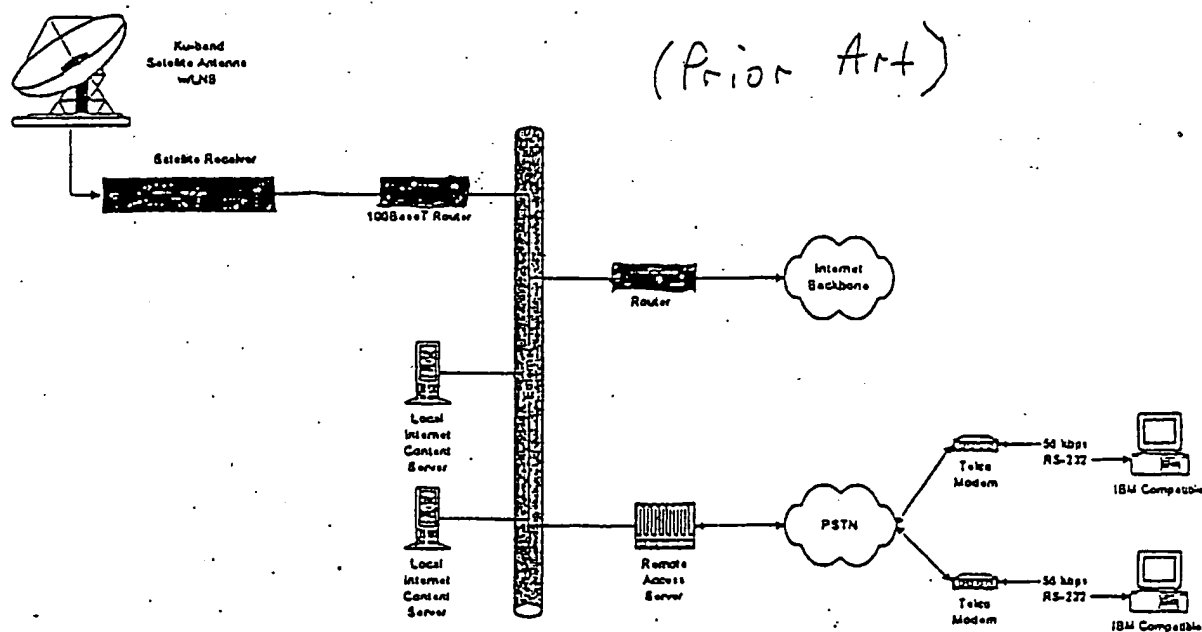 Ku-band
Satellite Antenna
w/LNB
(Prior Art)
Satellite Receiver
100BaseT Router
Router
Internet
Backbone
Local
Internet
Content
Server
Local
Internet
Content
Server
Remote
Access
Server
PSTN
Telco
Modem
56 kbps
RS-232
IBM Compatible
Telco
Modem
56 kbps
RS-232
IBM Compatible